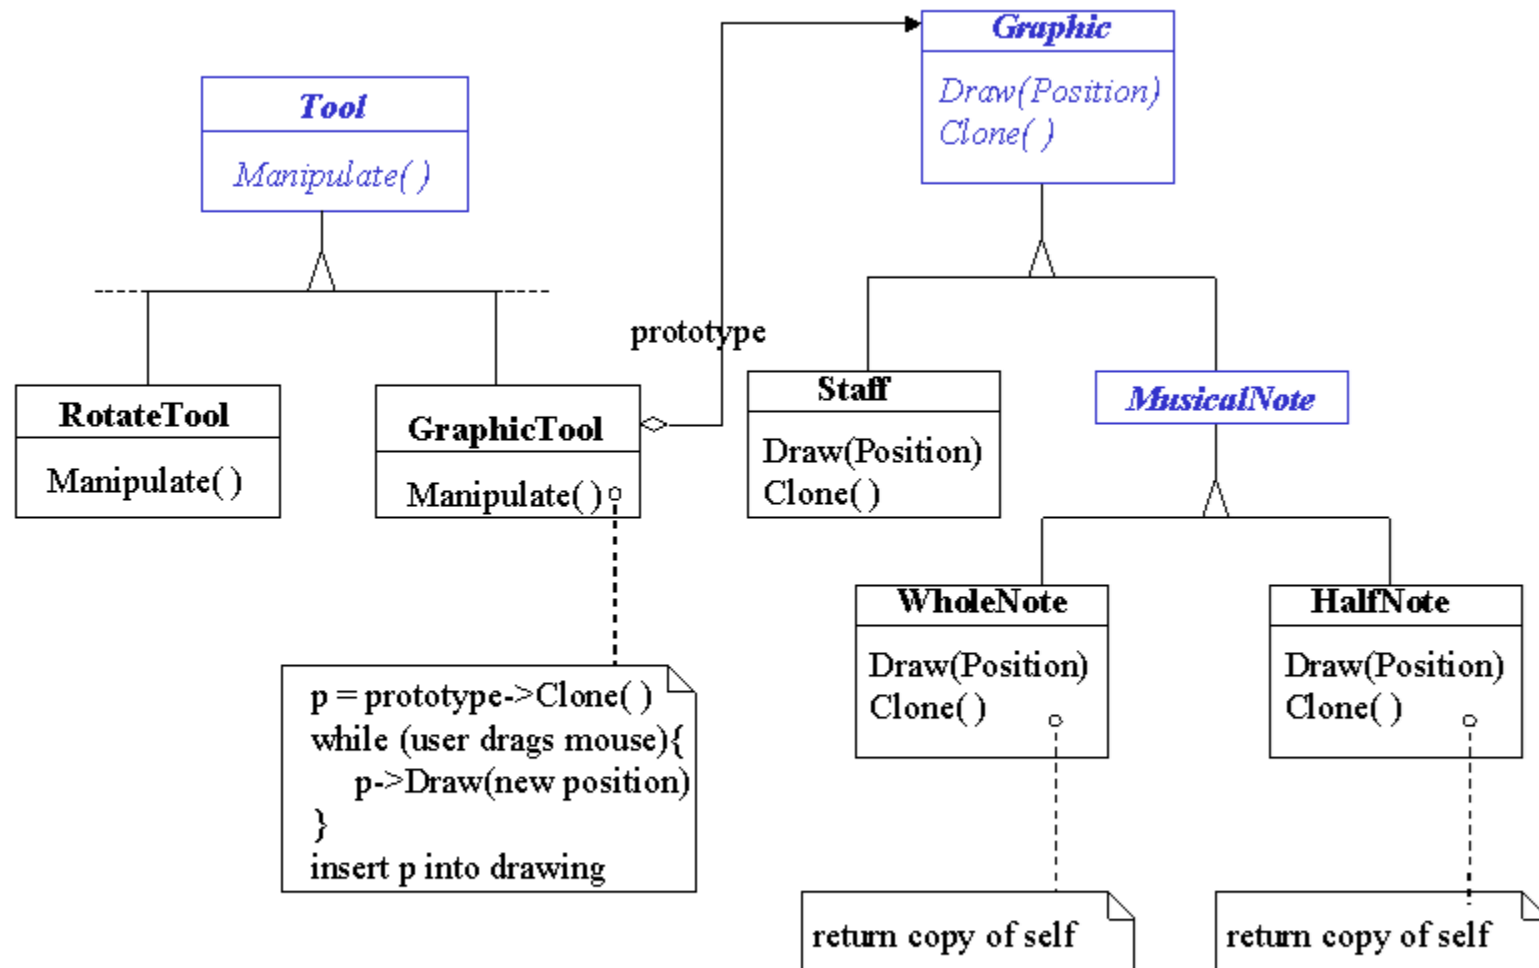 Graphic
Draw(Position)
Clone( )
Tool
Manipulate( )
prototype
RotateTool
Manipulate( )
GraphicTool
Manipulate( )
Staff
Draw(Position)
Clone( )
MusicalNote
WholeNote
Draw(Position)
Clone( )
HalfNote
Draw(Position)
Clone( )
p = prototype->Clone( )
while (user drags mouse){
p->Draw(new position)
}
insert p into drawing
return copy of self
return copy of self